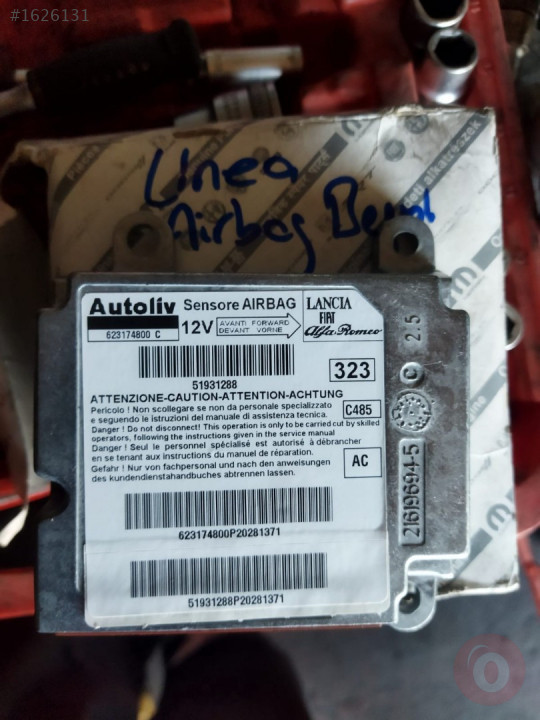 #1626131
Linea
Airbag Beyni
Autoliv Sensore AIRBAG
623174800 C
12V
AVANTI FORWARD
DEVANT VORNE
LANCIA
FIAT
Alfa Romeo
51931288
323
ATTENZIONE-CAUTION-ATTENTION-ACHTUNG
Pericolo ! Non scollegare se non da personale specializzato
e seguendo le istruzioni del manuale di assistenza tecnica.
Danger ! Do not disconnect! This operation is only to be carried cut by skilled
operators, following the instructions given in the service manual
Danger ! Seul le personnel spécialisé est autorisé à débrancher
en se tenant aux instructions du manuel de réparation.
Gefahr ! Nur von fachpersonal und nach den anweisungen
des kundendiensthandbuches abtrennen lassen.
C485
AC
623174800P20281371
51931288P20281371
C 2.5
21619694-5